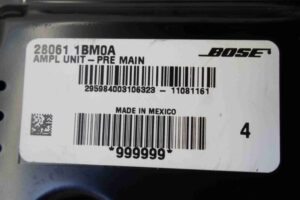 28061 1BM0A
BOSE
AMPL UNIT-PRE MAIN
295984003106323 - 11081161
MADE IN MEXICO
4
*999999*